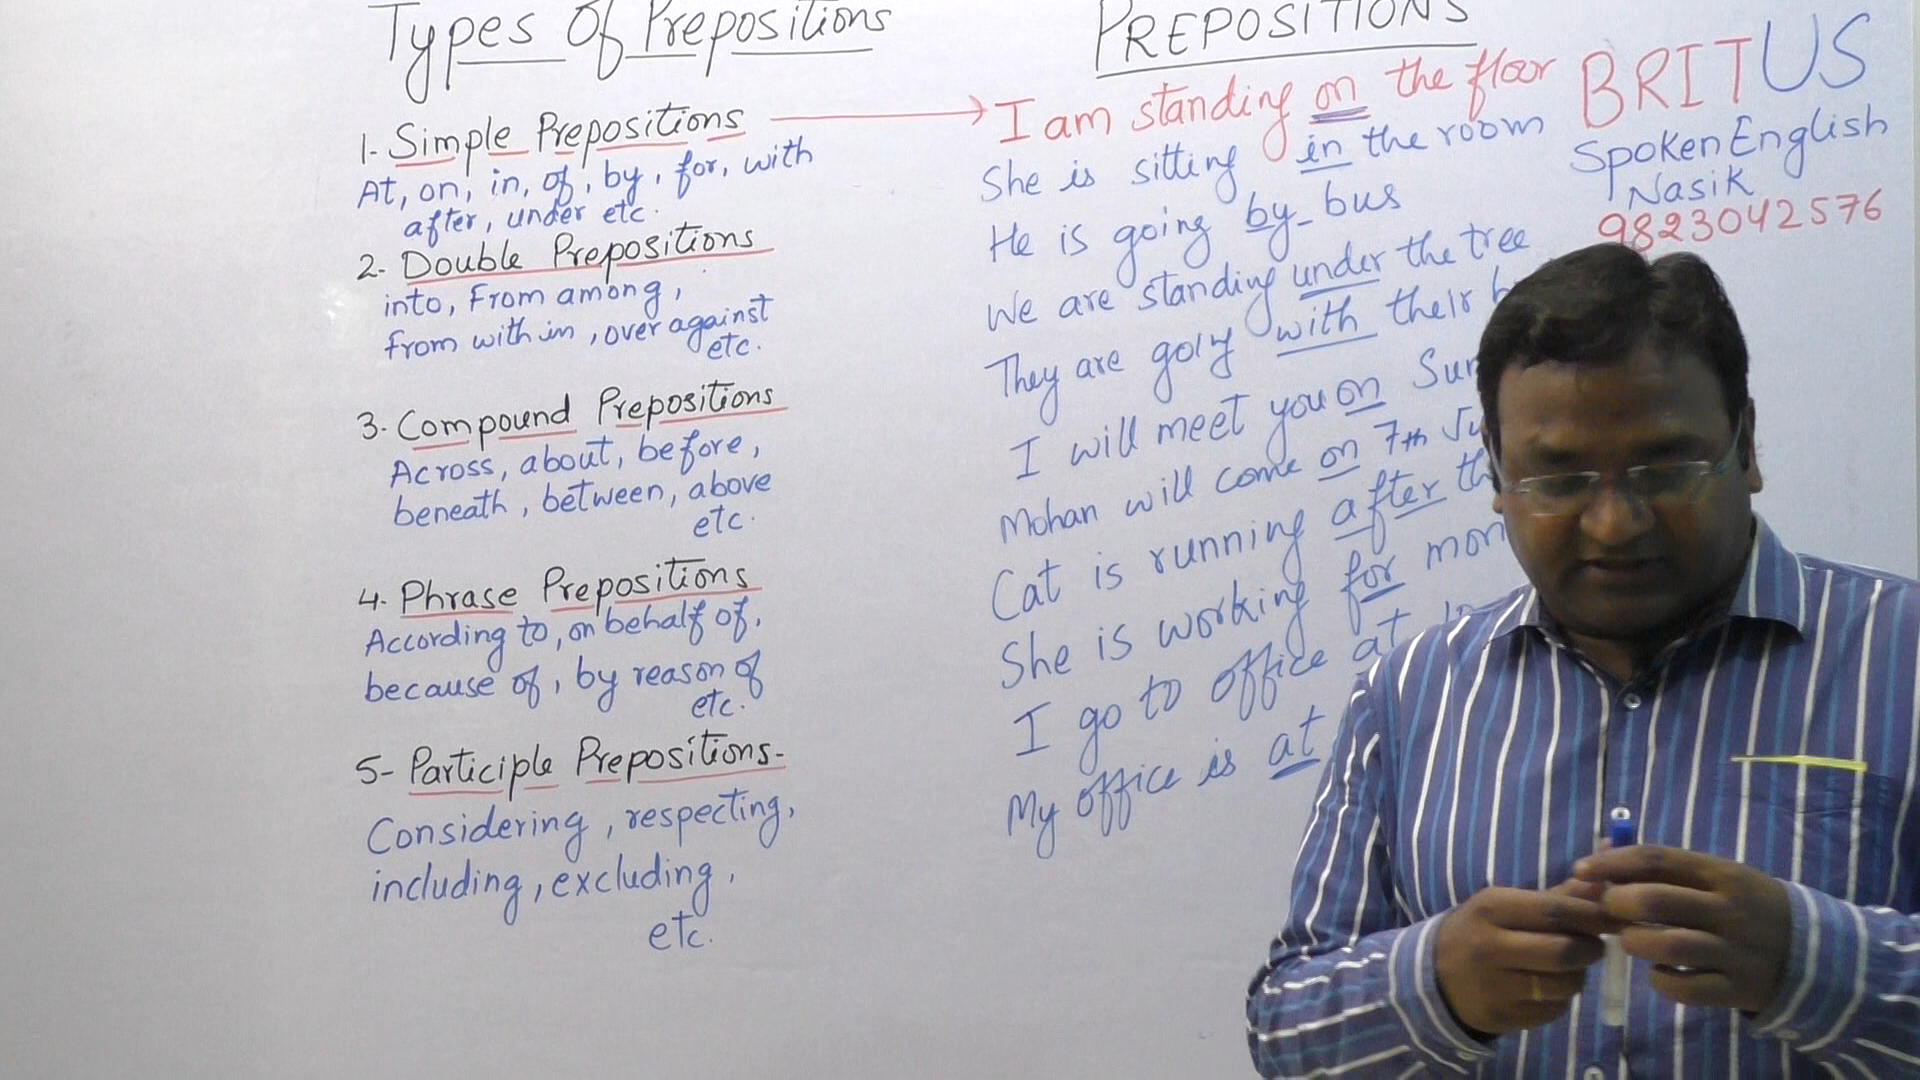 Types Of Prepositions
1- Simple Prepositions
At, on, in, of, by, for, with
after, under etc.
2- Double Prepositions
into, From among,
from with in, over against
etc.
3- Compound Prepositions
Across, about, before,
beneath, between, above
etc.
4- Phrase Prepositions
According to, on behalf of,
because of, by reason of
etc.
5- Participle Prepositions-
Considering, respecting,
including, excluding,
etc.
PREPOSITIONS
I am standing on the floor
She is sitting in the room
He is going by bus
We are standing under the tree
They are going with their
I will meet you on
Mohan will come on 7th
Cat is running after
She is working for
I go to office at
My office is at
BRITUS
Spoken English
Nasik
9823042576